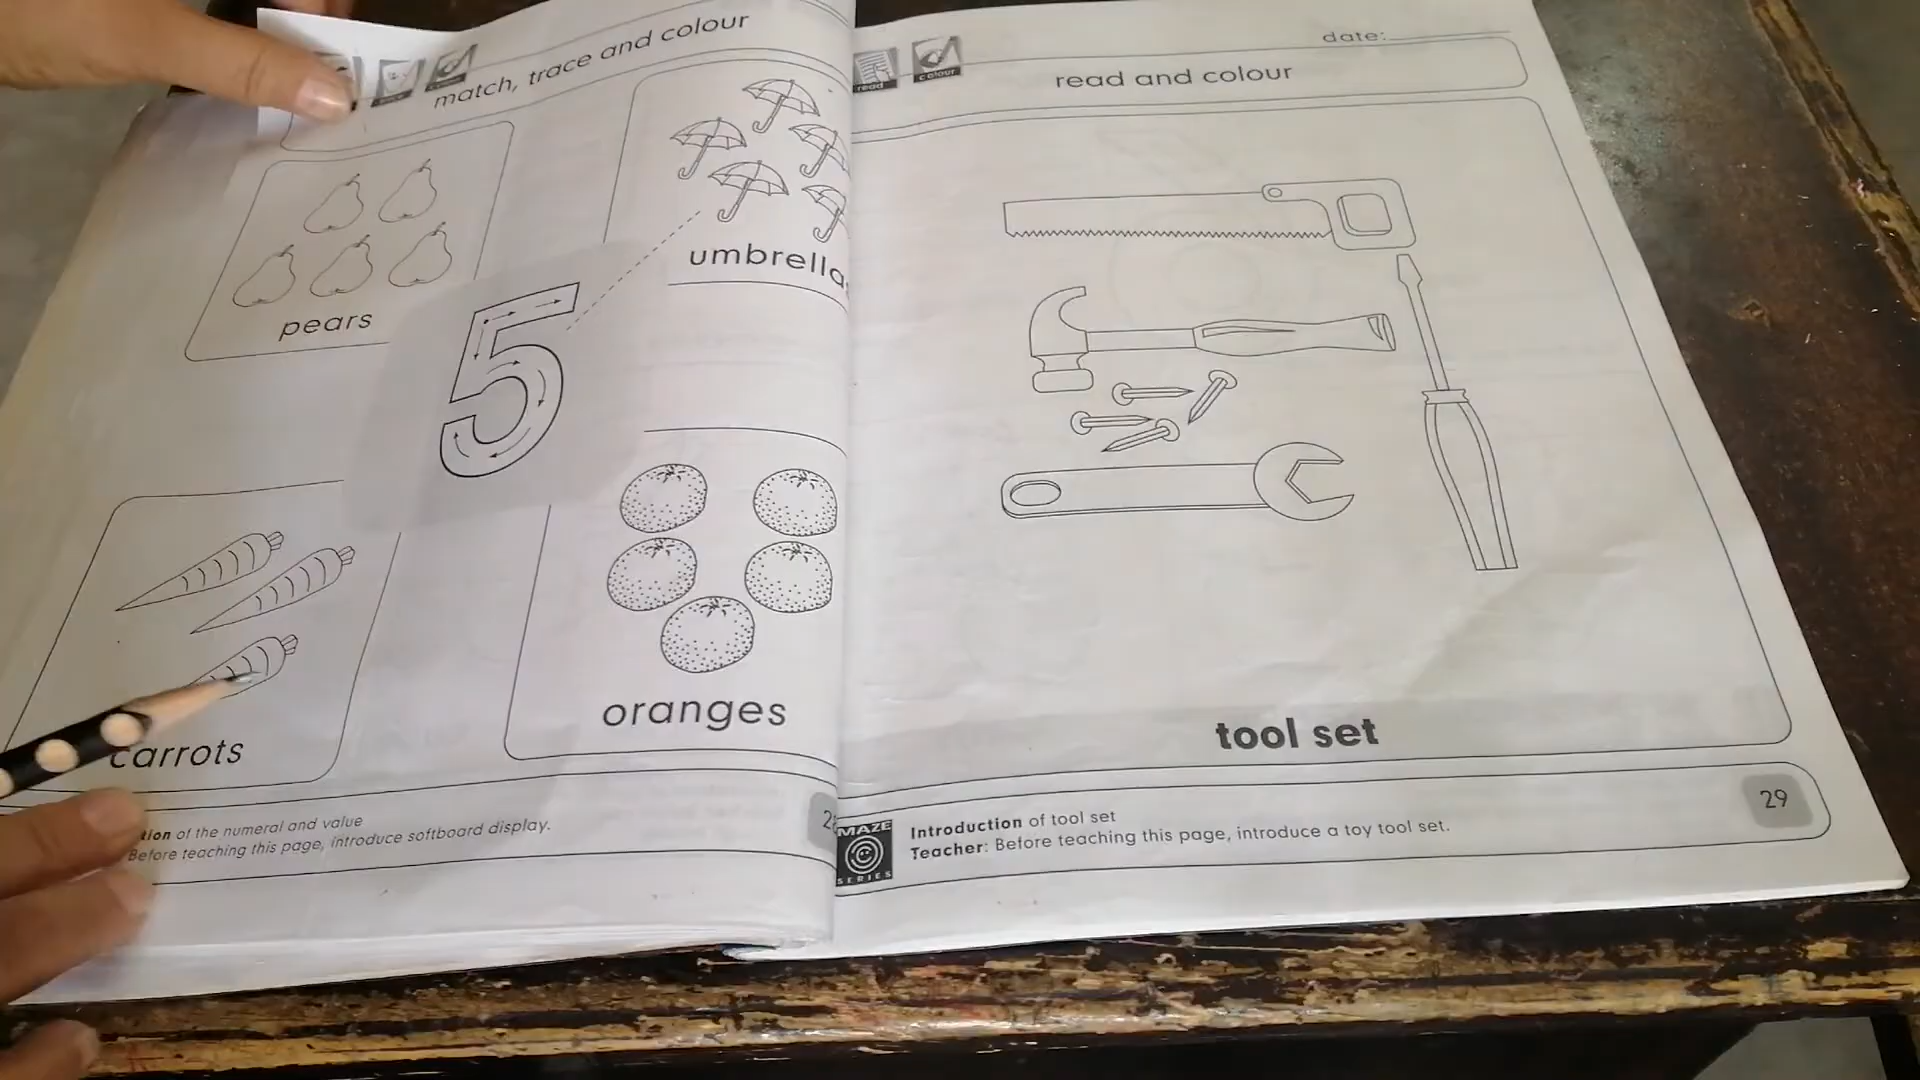 match, trace and colour
pears
umbrella
5
carrots
oranges
tion of the numeral and value
Before teaching this page, introduce softboard display.
read
colour
date:
read and colour
tool set
MAZE
SERIES
Introduction of tool set
Teacher: Before teaching this page, introduce a toy tool set.
29